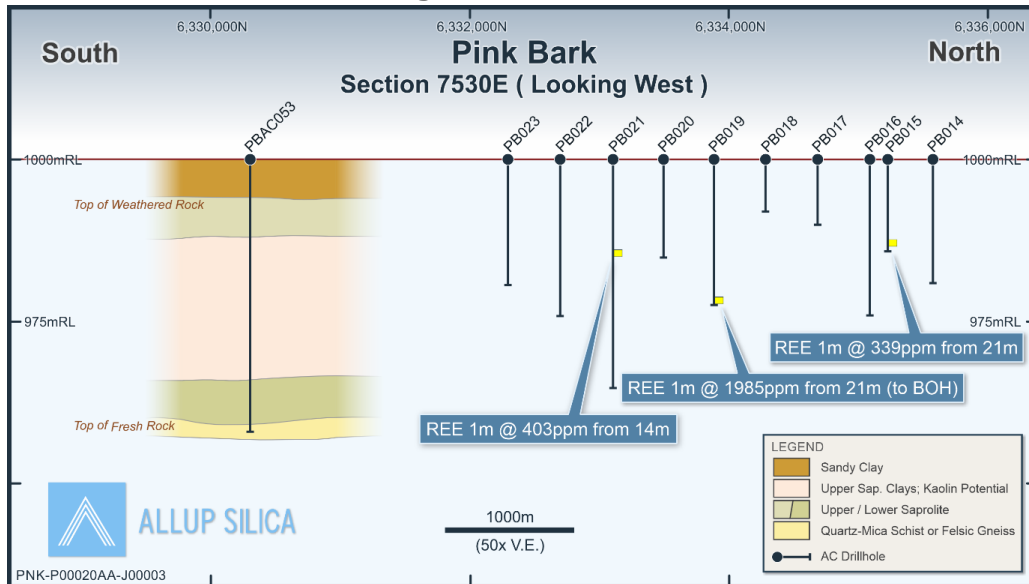 6,330,000N
6,332,000N
6,334,000N
6,336,000N
South
Pink Bark
North
Section 7530E ( Looking West )
PBAC053
PB023
PB022
PB021
PB020
PB019
PB018
PB017
PB016
PB015
PB014
1000mRL
1000mRL
Top of Weathered Rock
975mRL
975mRL
REE 1m @ 339ppm from 21m
REE 1m @ 1985ppm from 21m (to BOH)
REE 1m @ 403ppm from 14m
Top of Fresh Rock
LEGEND
Sandy Clay
Upper Sap. Clays; Kaolin Potential
Upper / Lower Saprolite
Quartz-Mica Schist or Felsic Gneiss
AC Drillhole
ALLUP SILICA
1000m
(50x V.E.)
PNK-P00020AA-J00003